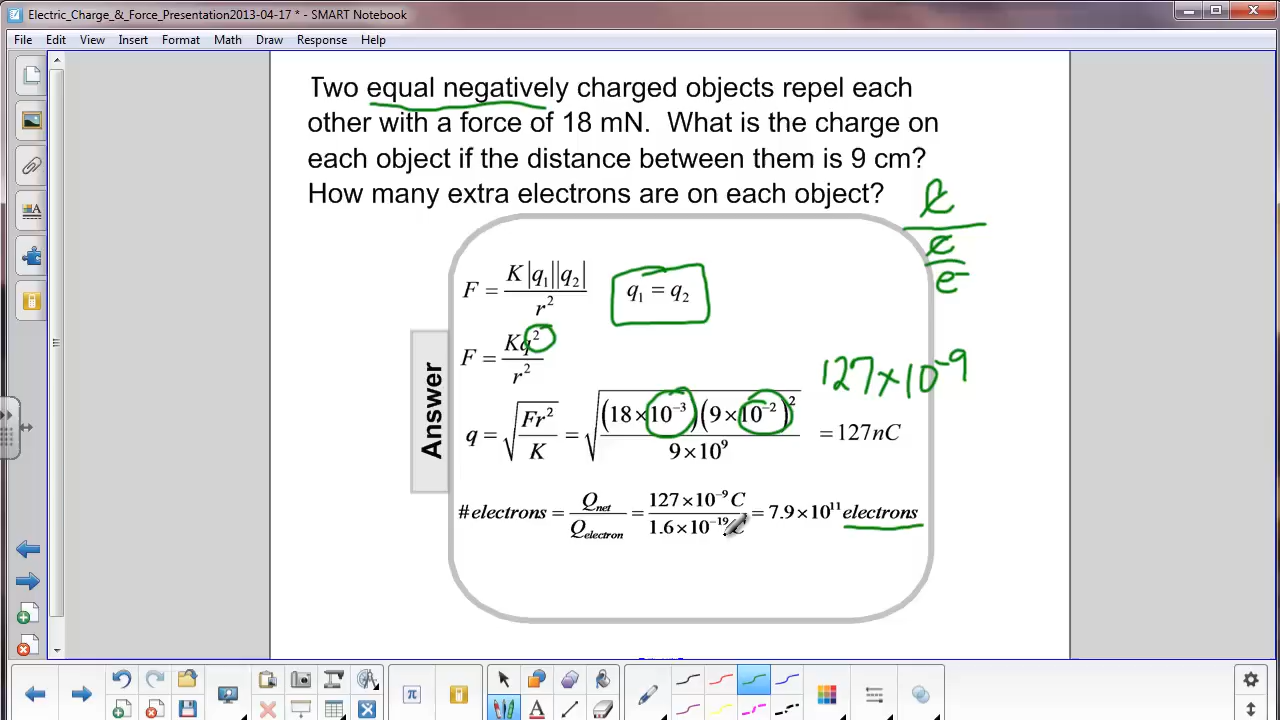 Electric_Charge_&_Force_Presentation2013-04-17 * - SMART Notebook
File Edit View Insert Format Math Draw Response Help
Two equal negatively charged objects repel each
other with a force of 18 mN. What is the charge on
each object if the distance between them is 9 cm?
How many extra electrons are on each object?
Answer
F = K|q₁||q₂| / r²
q₁ = q₂
F = Kq² / r²
q = √(Fr² / K) = √((18×10⁻³)(9×10⁻²)² / 9×10⁹) = 127nC
#electrons = Qnet / Qelectron = 127×10⁻⁹C / 1.6×10⁻¹⁹C = 7.9×10¹¹ electrons
127×10⁻⁹
e⁻
π
A